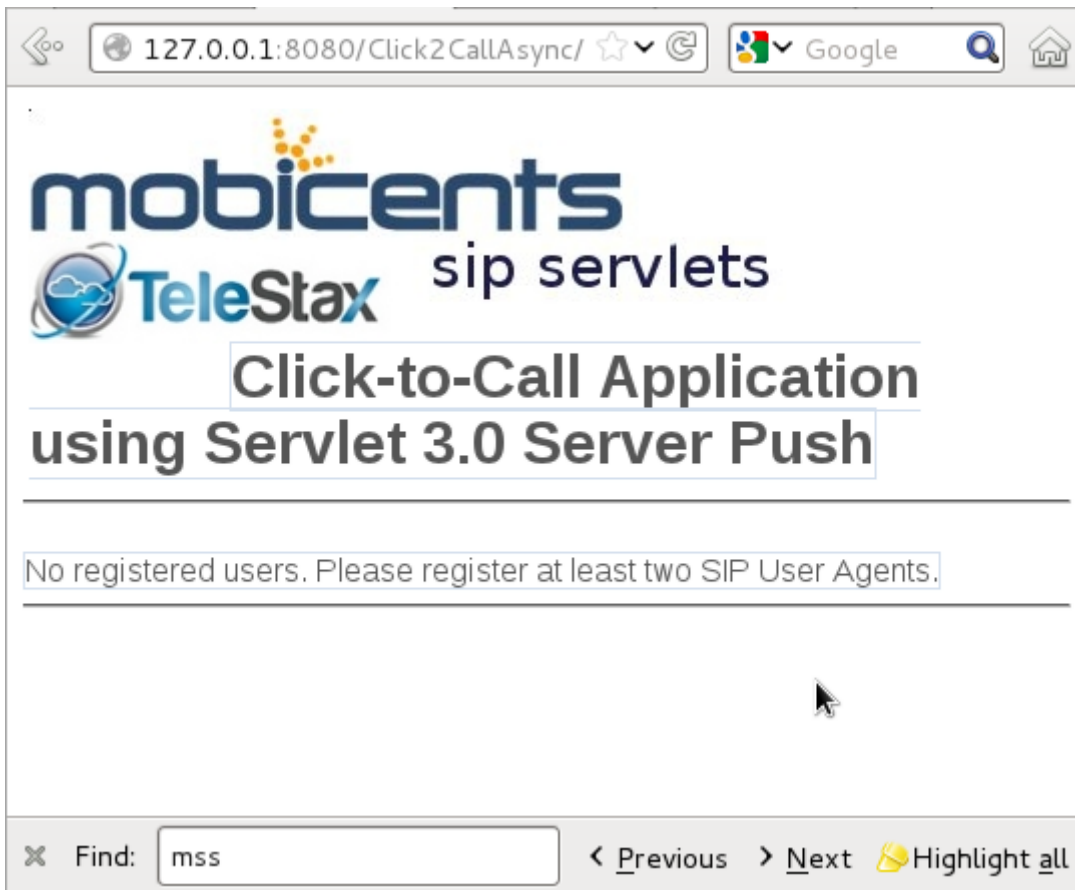 127.0.0.1:8080/Click2CallAsync/ Google
mobicents
TeleStax sip servlets
Click-to-Call Application
using Servlet 3.0 Server Push
No registered users. Please register at least two SIP User Agents.
Find: mss Previous Next Highlight all